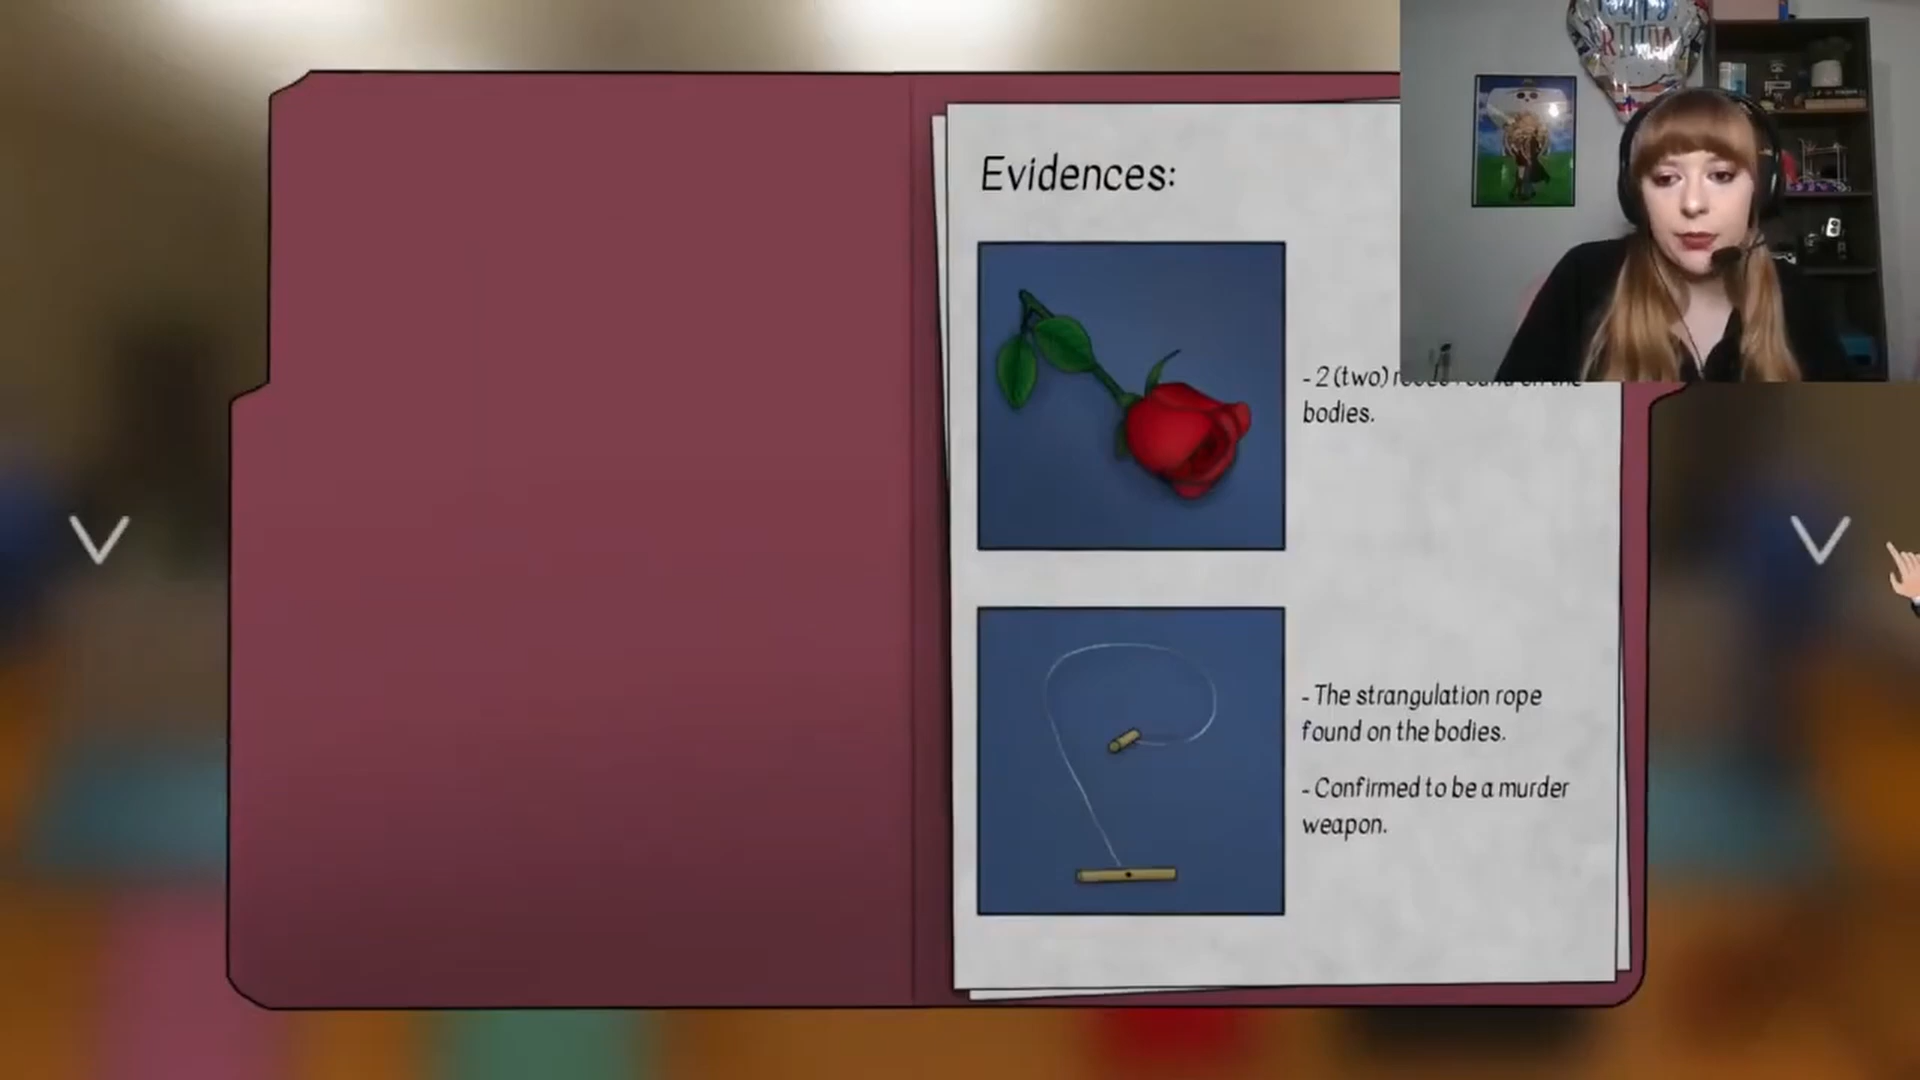 Evidences:
- 2 (two)
bodies.
- The strangulation rope
found on the bodies.
- Confirmed to be a murder
weapon.